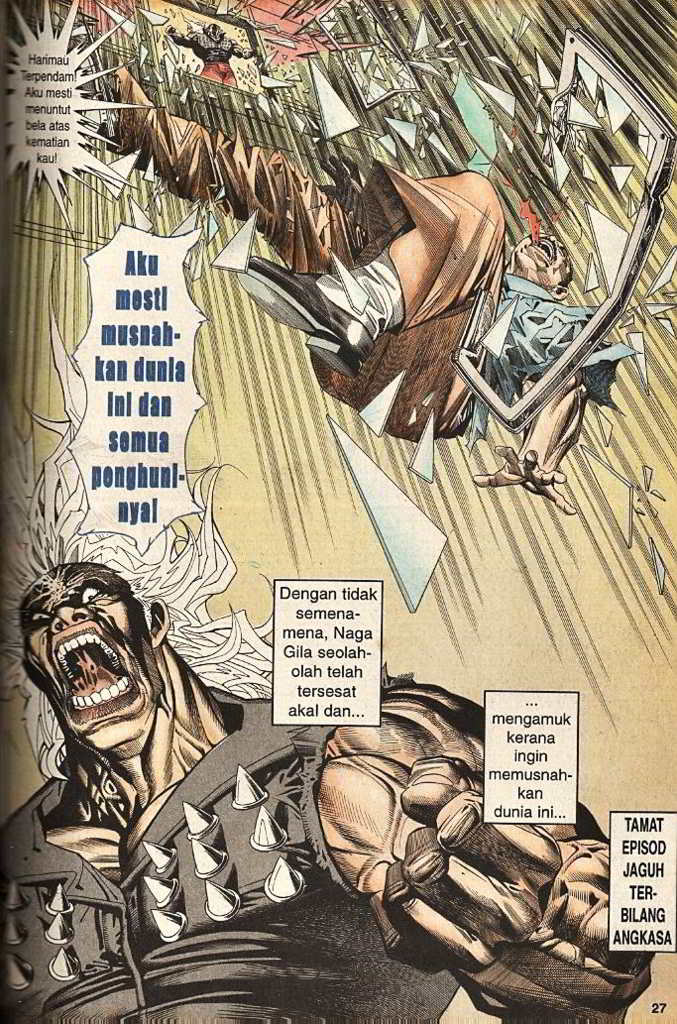 Harimau
Terpendam!
Aku mesti
menuntut
bela atas
kematian
kau!
Aku
mesti
musnah-
kan dunia
ini dan
semua
penghuni-
nya!
Dengan tidak
semena-
mena, Naga
Gila seolah-
olah telah
tersesat
akal dan...
...
mengamuk
kerana
ingin
memusnah-
kan
dunia ini...
TAMAT
EPISOD
JAGUH
TER-
BILANG
ANGKASA
27